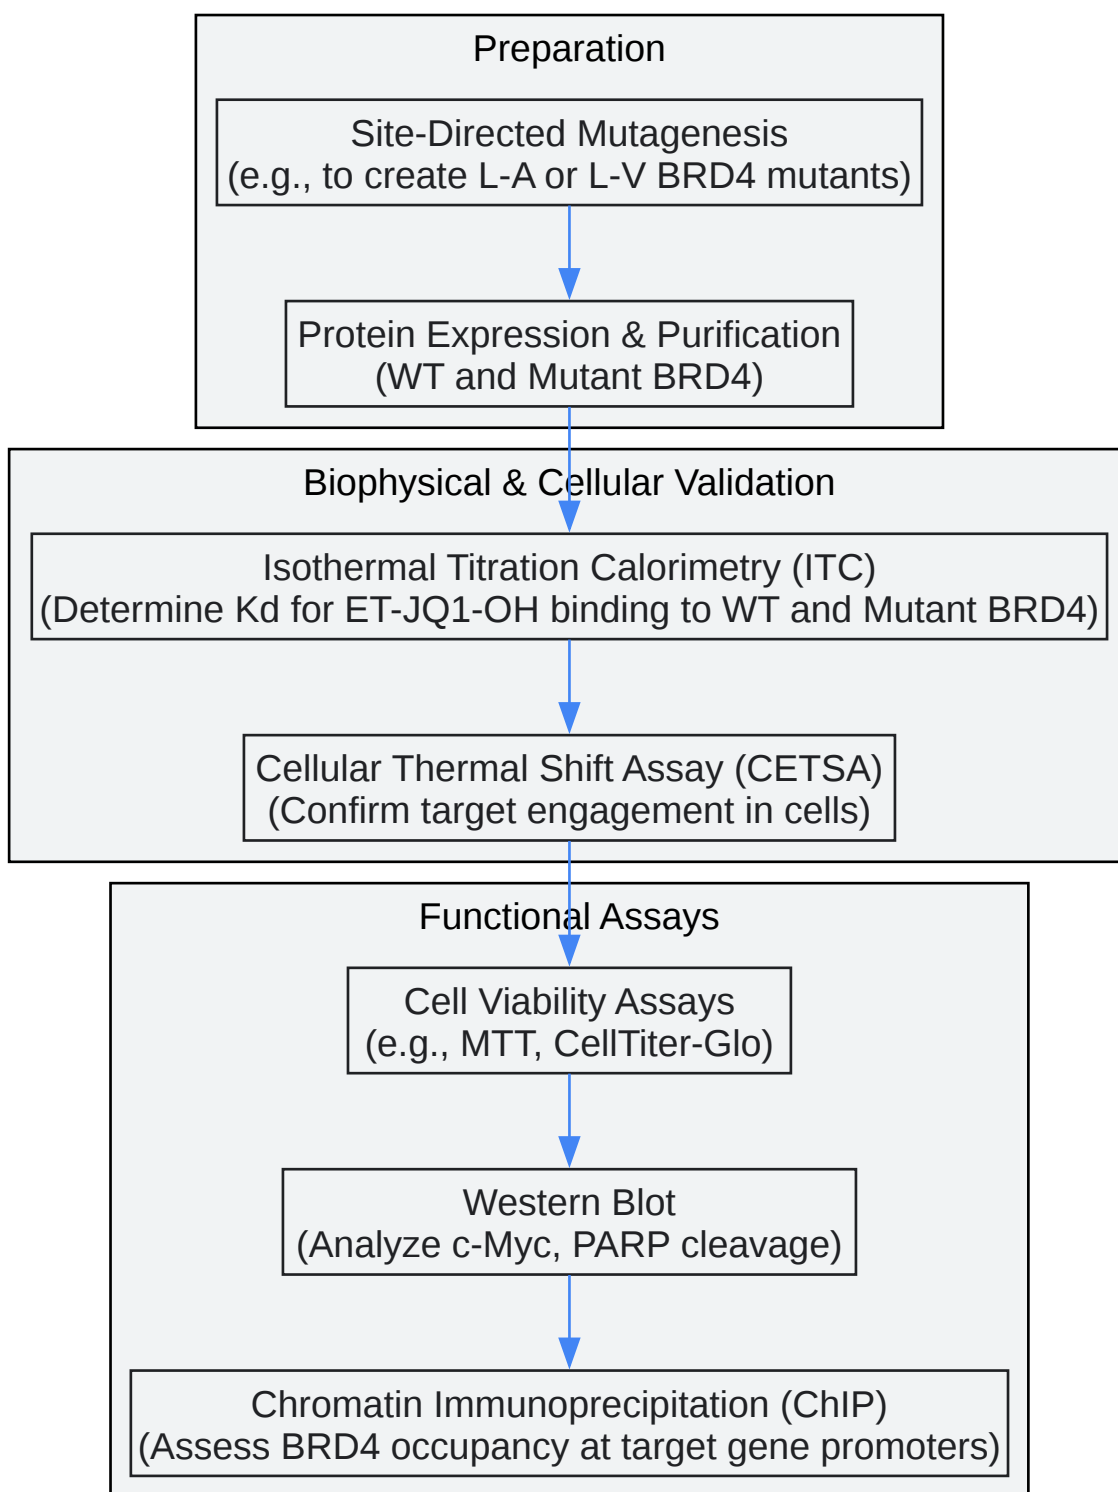 Preparation
Site-Directed Mutagenesis
(e.g., to create L-A or L-V BRD4 mutants)
Protein Expression & Purification
(WT and Mutant BRD4)
Biophysical & Cellular Validation
Isothermal Titration Calorimetry (ITC)
(Determine Kd for ET-JQ1-OH binding to WT and Mutant BRD4)
Cellular Thermal Shift Assay (CETSA)
(Confirm target engagement in cells)
Functional Assays
Cell Viability Assays
(e.g., MTT, CellTiter-Glo)
Western Blot
(Analyze c-Myc, PARP cleavage)
Chromatin Immunoprecipitation (ChIP)
(Assess BRD4 occupancy at target gene promoters)